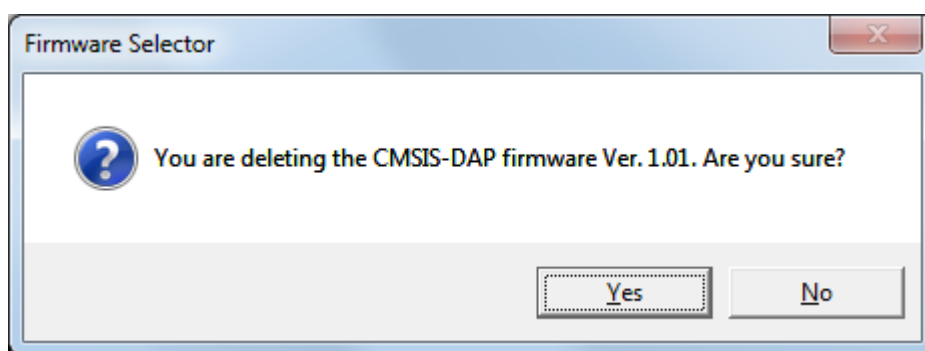 Firmware Selector
You are deleting the CMSIS-DAP firmware Ver. 1.01. Are you sure?
Yes
No